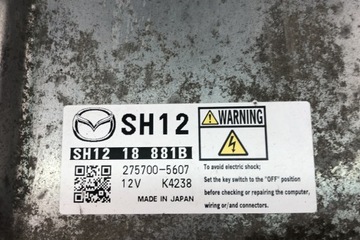 SH12
SH12 18 881B
275700-5607
12V K4238
MADE IN JAPAN
WARNING
To avoid electric shock;
Set the key switch to the "OFF" position
before checking or repairing the computer,
wiring or/and connectors.